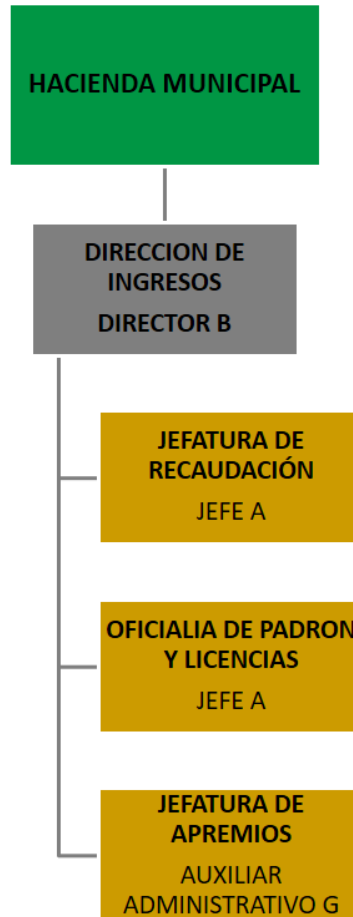 HACIENDA MUNICIPAL
DIRECCION DE
INGRESOS
DIRECTOR B
JEFATURA DE
RECAUDACIÓN
JEFE A
OFICIALIA DE PADRON
Y LICENCIAS
JEFE A
JEFATURA DE
APREMIOS
AUXILIAR
ADMINISTRATIVO G